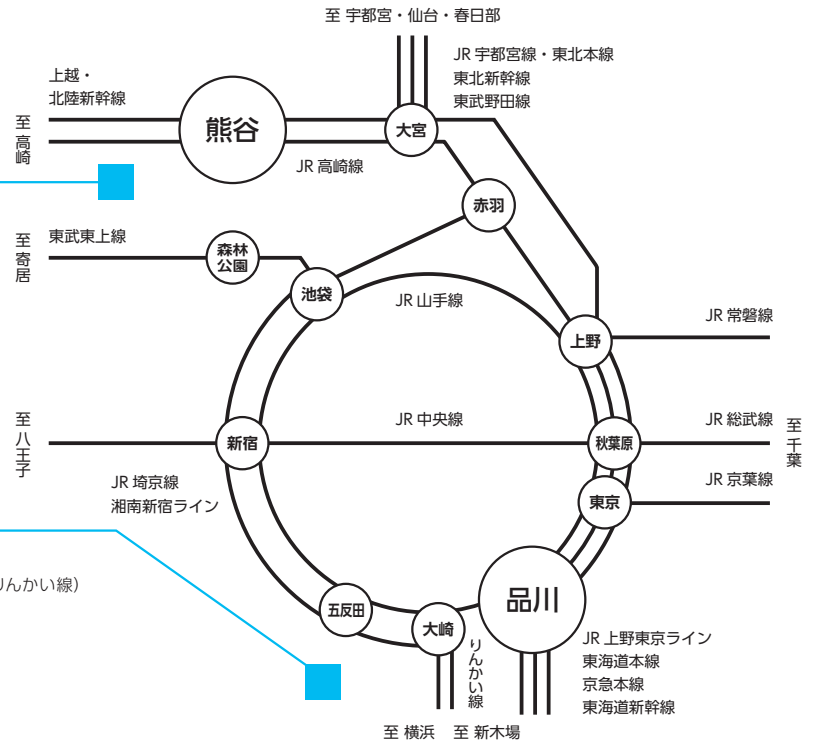 至 宇都宮・仙台・春日部
JR 宇都宮線・東北本線
東北新幹線
東武野田線
上越・
北陸新幹線
至高崎
熊谷
大宮
JR 高崎線
赤羽
至寄居
東武東上線
森林
公園
池袋
JR 山手線
上野
JR 常磐線
至八王子
新宿
JR 中央線
秋葉原
JR 総武線
至千葉
JR 埼京線
湘南新宿ライン
東京
JR 京葉線
りんかい線)
五反田
大崎
品川
りんかい線
JR 上野東京ライン
東海道本線
京急本線
東海道新幹線
至 横浜
至 新木場